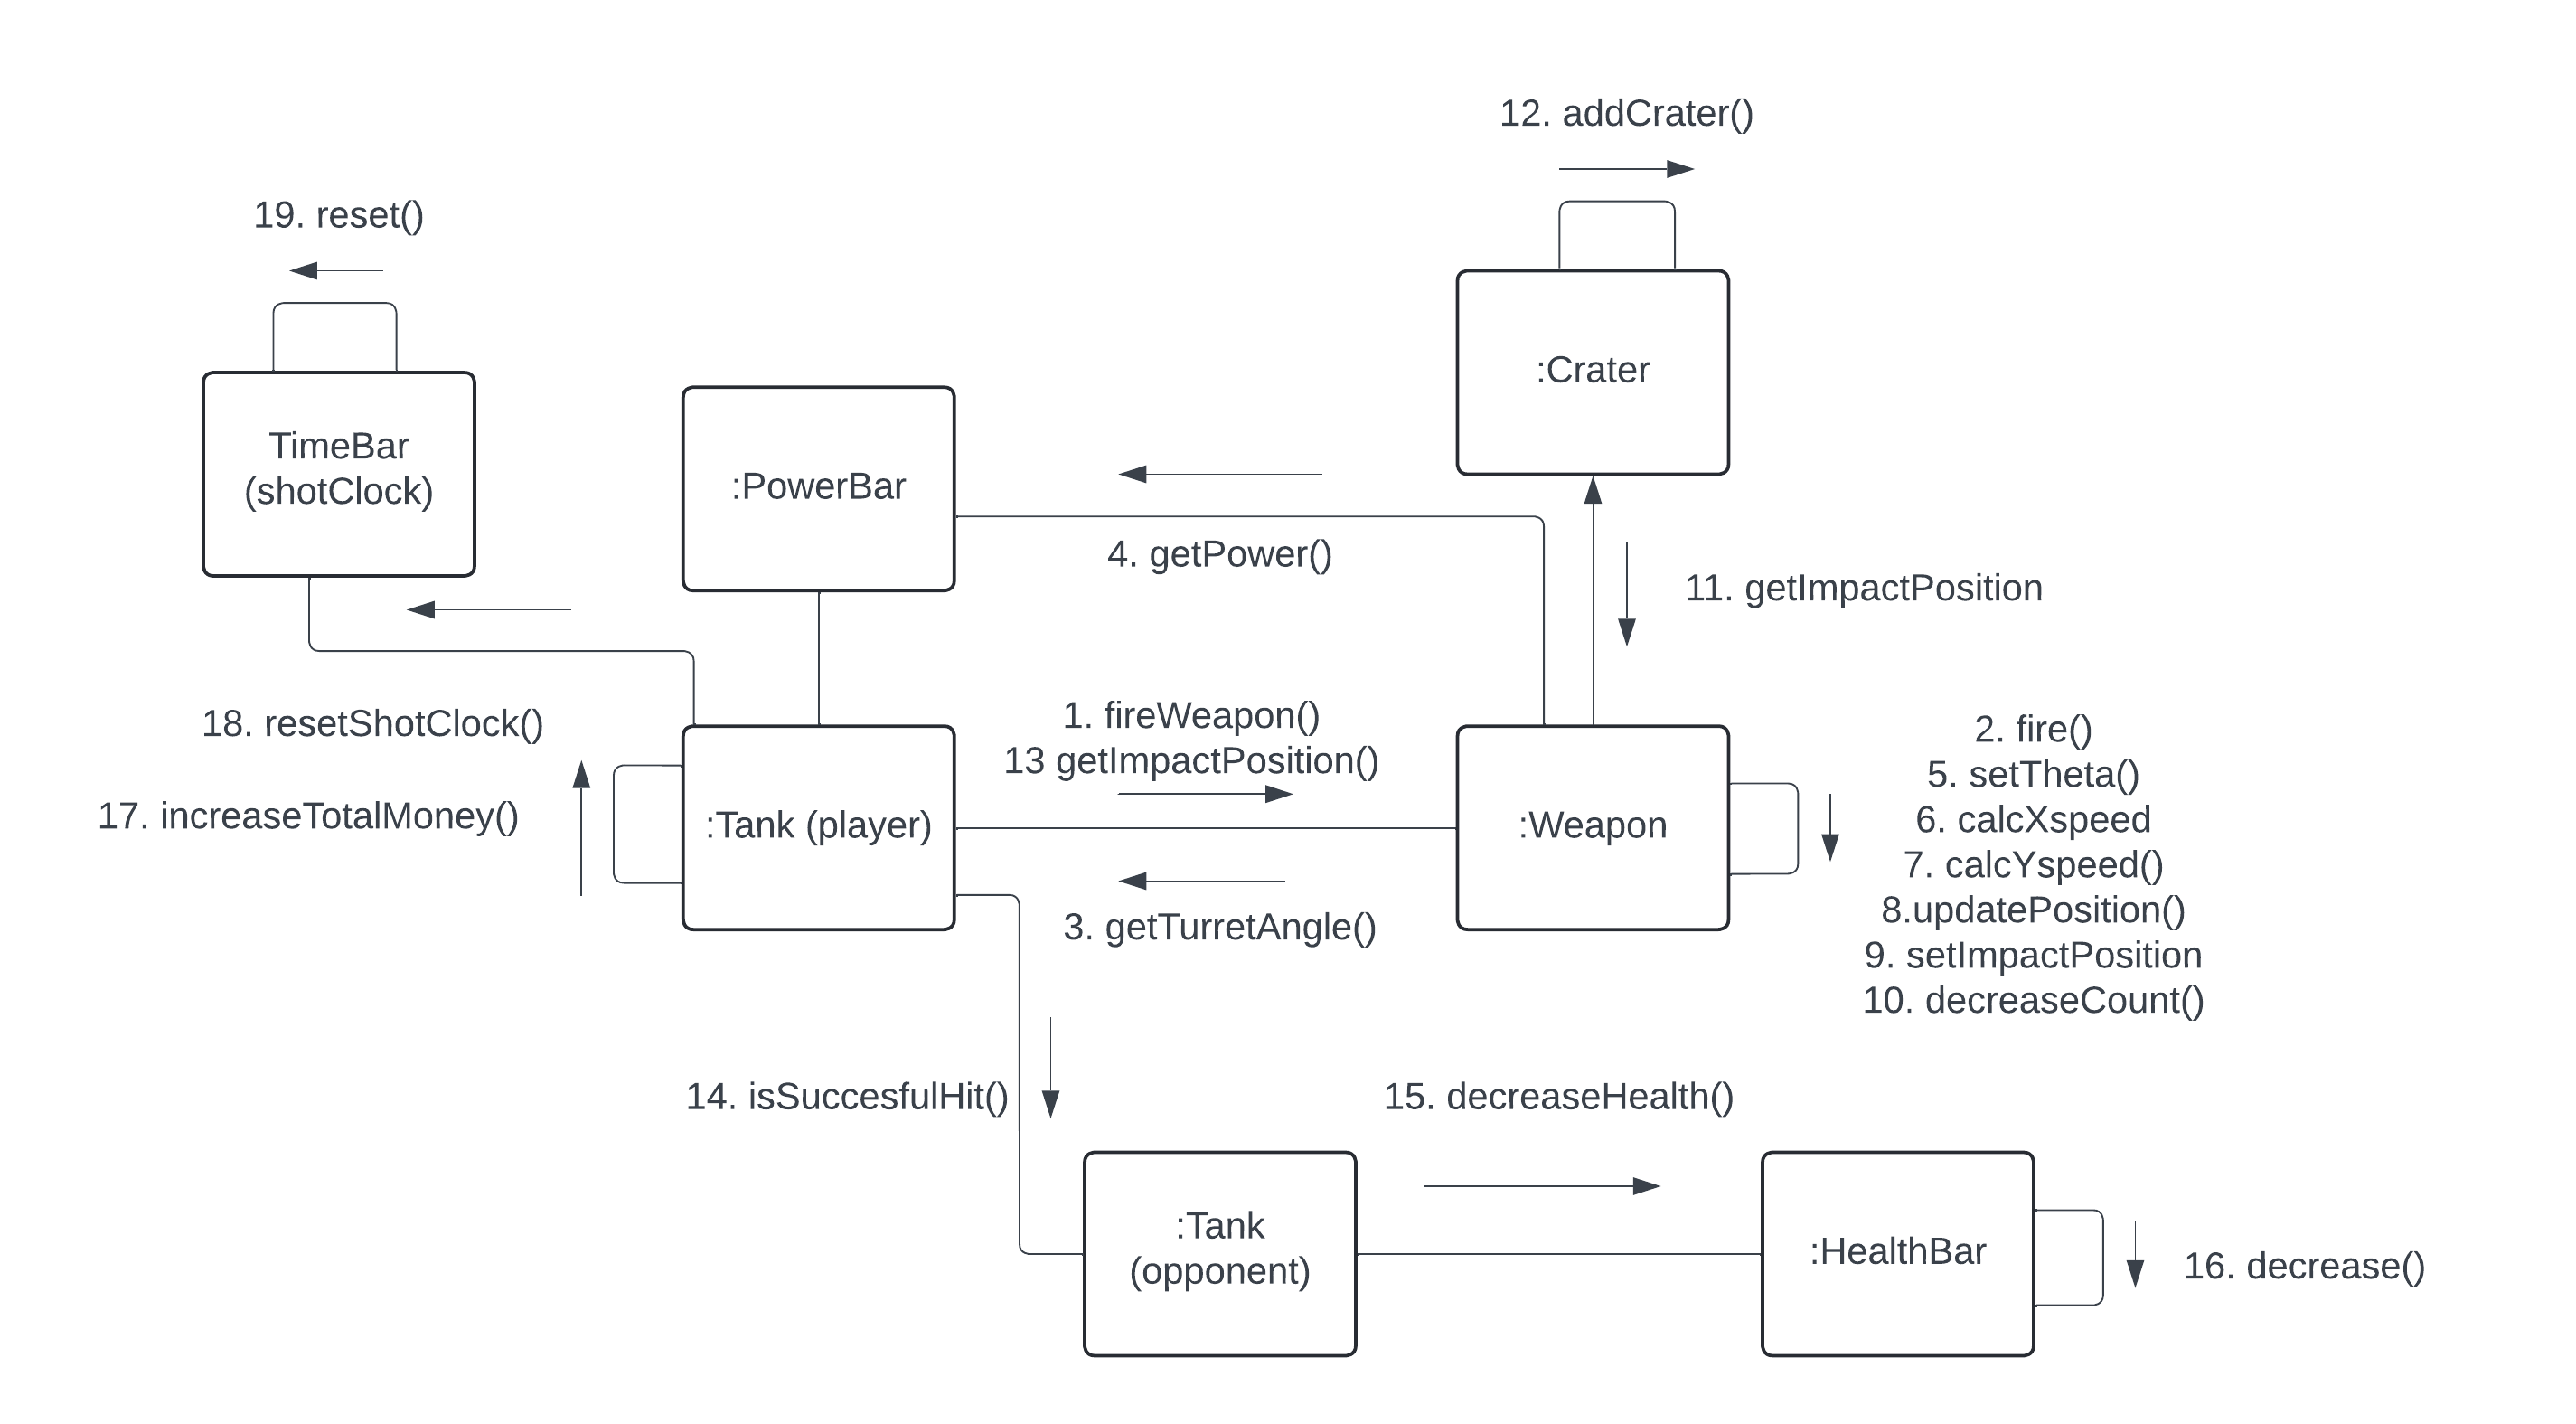 12. addCrater()
19. reset()
:Crater
TimeBar
(shotClock)
:PowerBar
4. getPower()
11. getImpactPosition
18. resetShotClock()
1. fireWeapon()
13 getImpactPosition()
17. increaseTotalMoney()
:Tank (player)
:Weapon
2. fire()
5. setTheta()
6. calcXspeed
7. calcYspeed()
8.updatePosition()
9. setImpactPosition
10. decreaseCount()
3. getTurretAngle()
14. isSuccesfulHit()
15. decreaseHealth()
:Tank
(opponent)
:HealthBar
16. decrease()